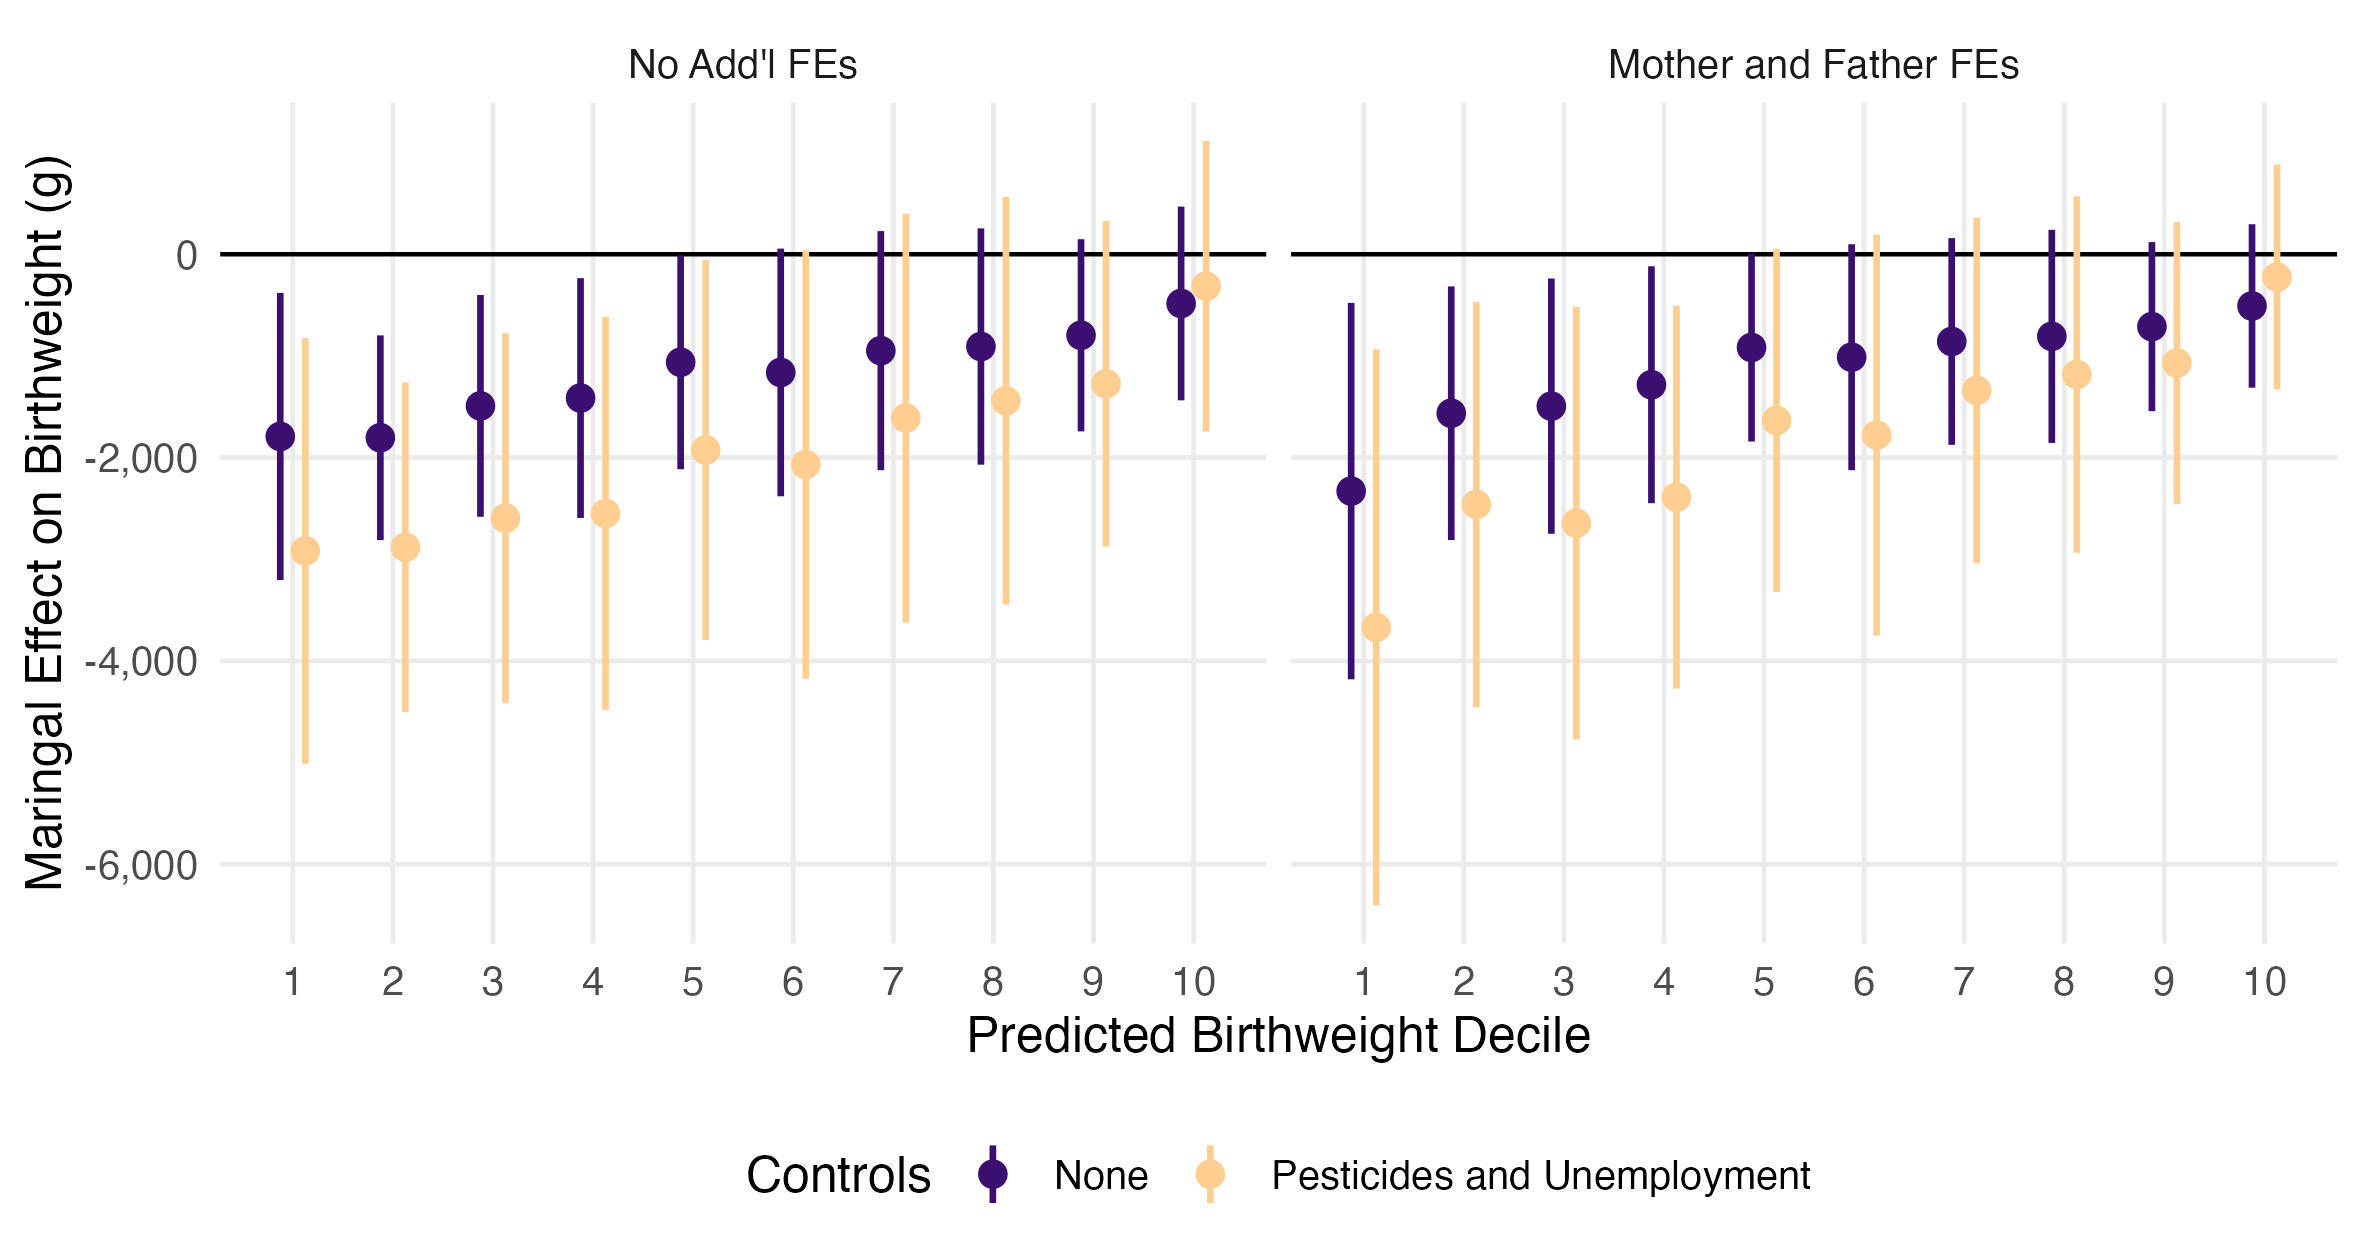 No Add'l FEs
Mother and Father FEs
Maringal Effect on Birthweight (g)
0
-2,000
-4,000
-6,000
1 2 3 4 5 6 7 8 9 10
1 2 3 4 5 6 7 8 9 10
Predicted Birthweight Decile
Controls None Pesticides and Unemployment